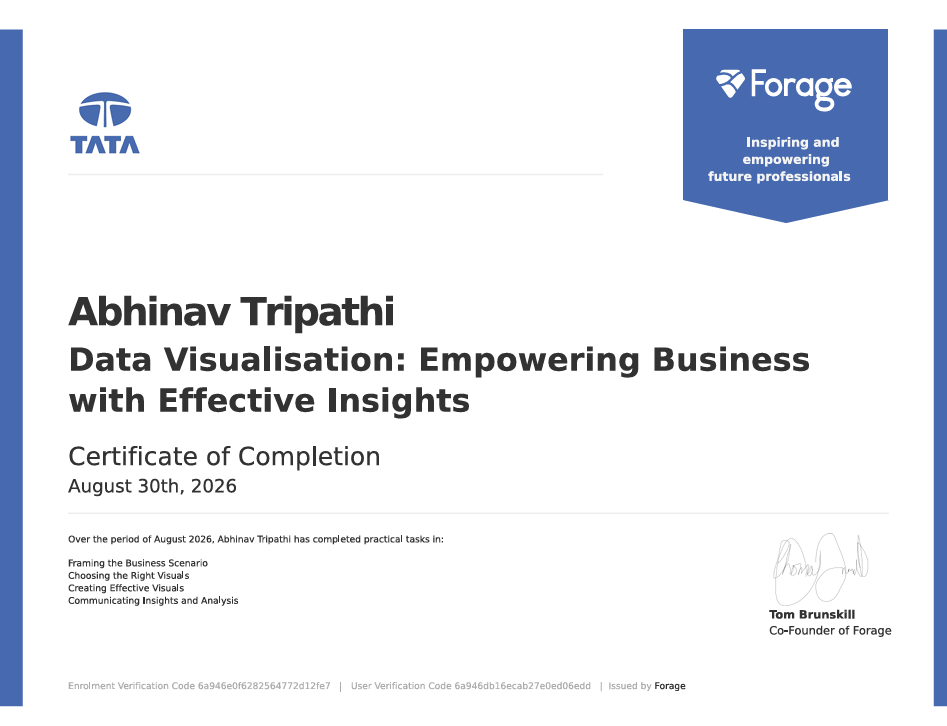 TATA
Forage
Inspiring and
empowering
future professionals
Abhinav Tripathi
Data Visualisation: Empowering Business
with Effective Insights
Certificate of Completion
August 30th, 2026
Over the period of August 2026, Abhinav Tripathi has completed practical tasks in:
Framing the Business Scenario
Choosing the Right Visuals
Creating Effective Visuals
Communicating Insights and Analysis
Tom Brunskill
Co-Founder of Forage
Enrolment Verification Code 6a946e0f6282564772d12fe7 | User Verification Code 6a946db16ecab27e0ed06edd | Issued by Forage